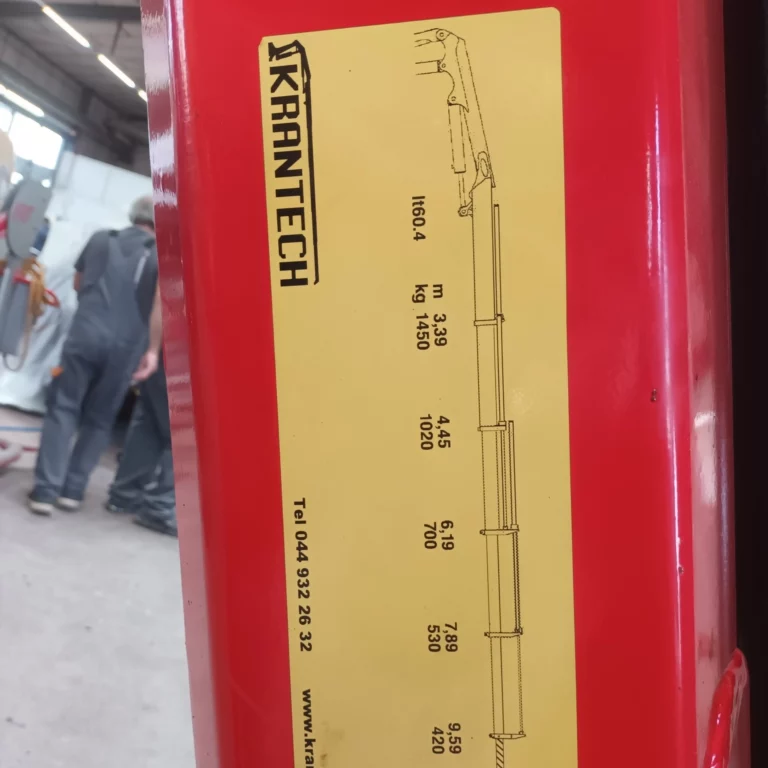 KRANTECH
lt60.4
m 3,39 4,45 6,19 7,89 9,59
kg 1450 1020 700 530 420
Tel 044 932 26 32 www.kra